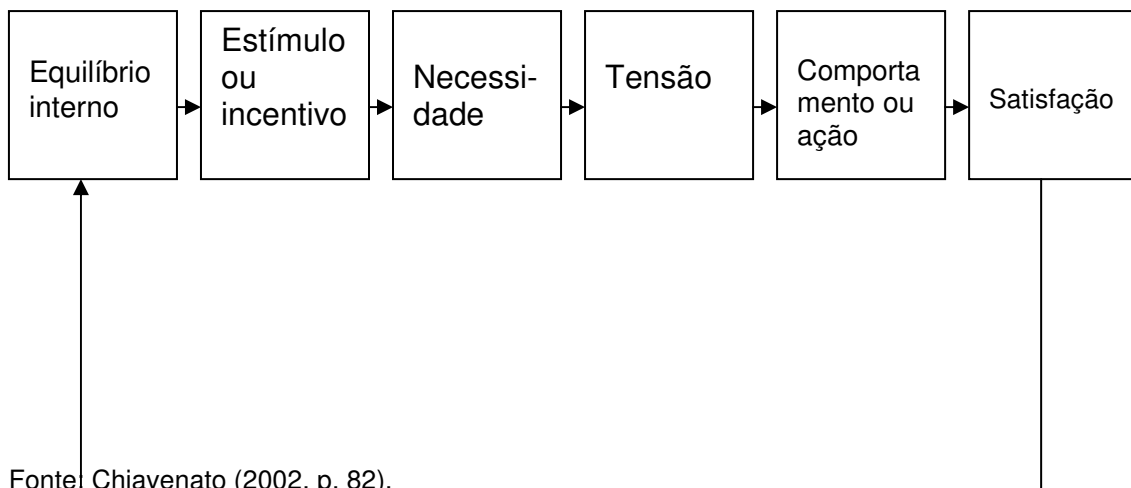 Equilíbrio
interno
Estímulo
ou
incentivo
Necessi-
dade
Tensão
Comporta
mento ou
ação
Satisfação
Fonte: Chiavenato (2002, p. 82).